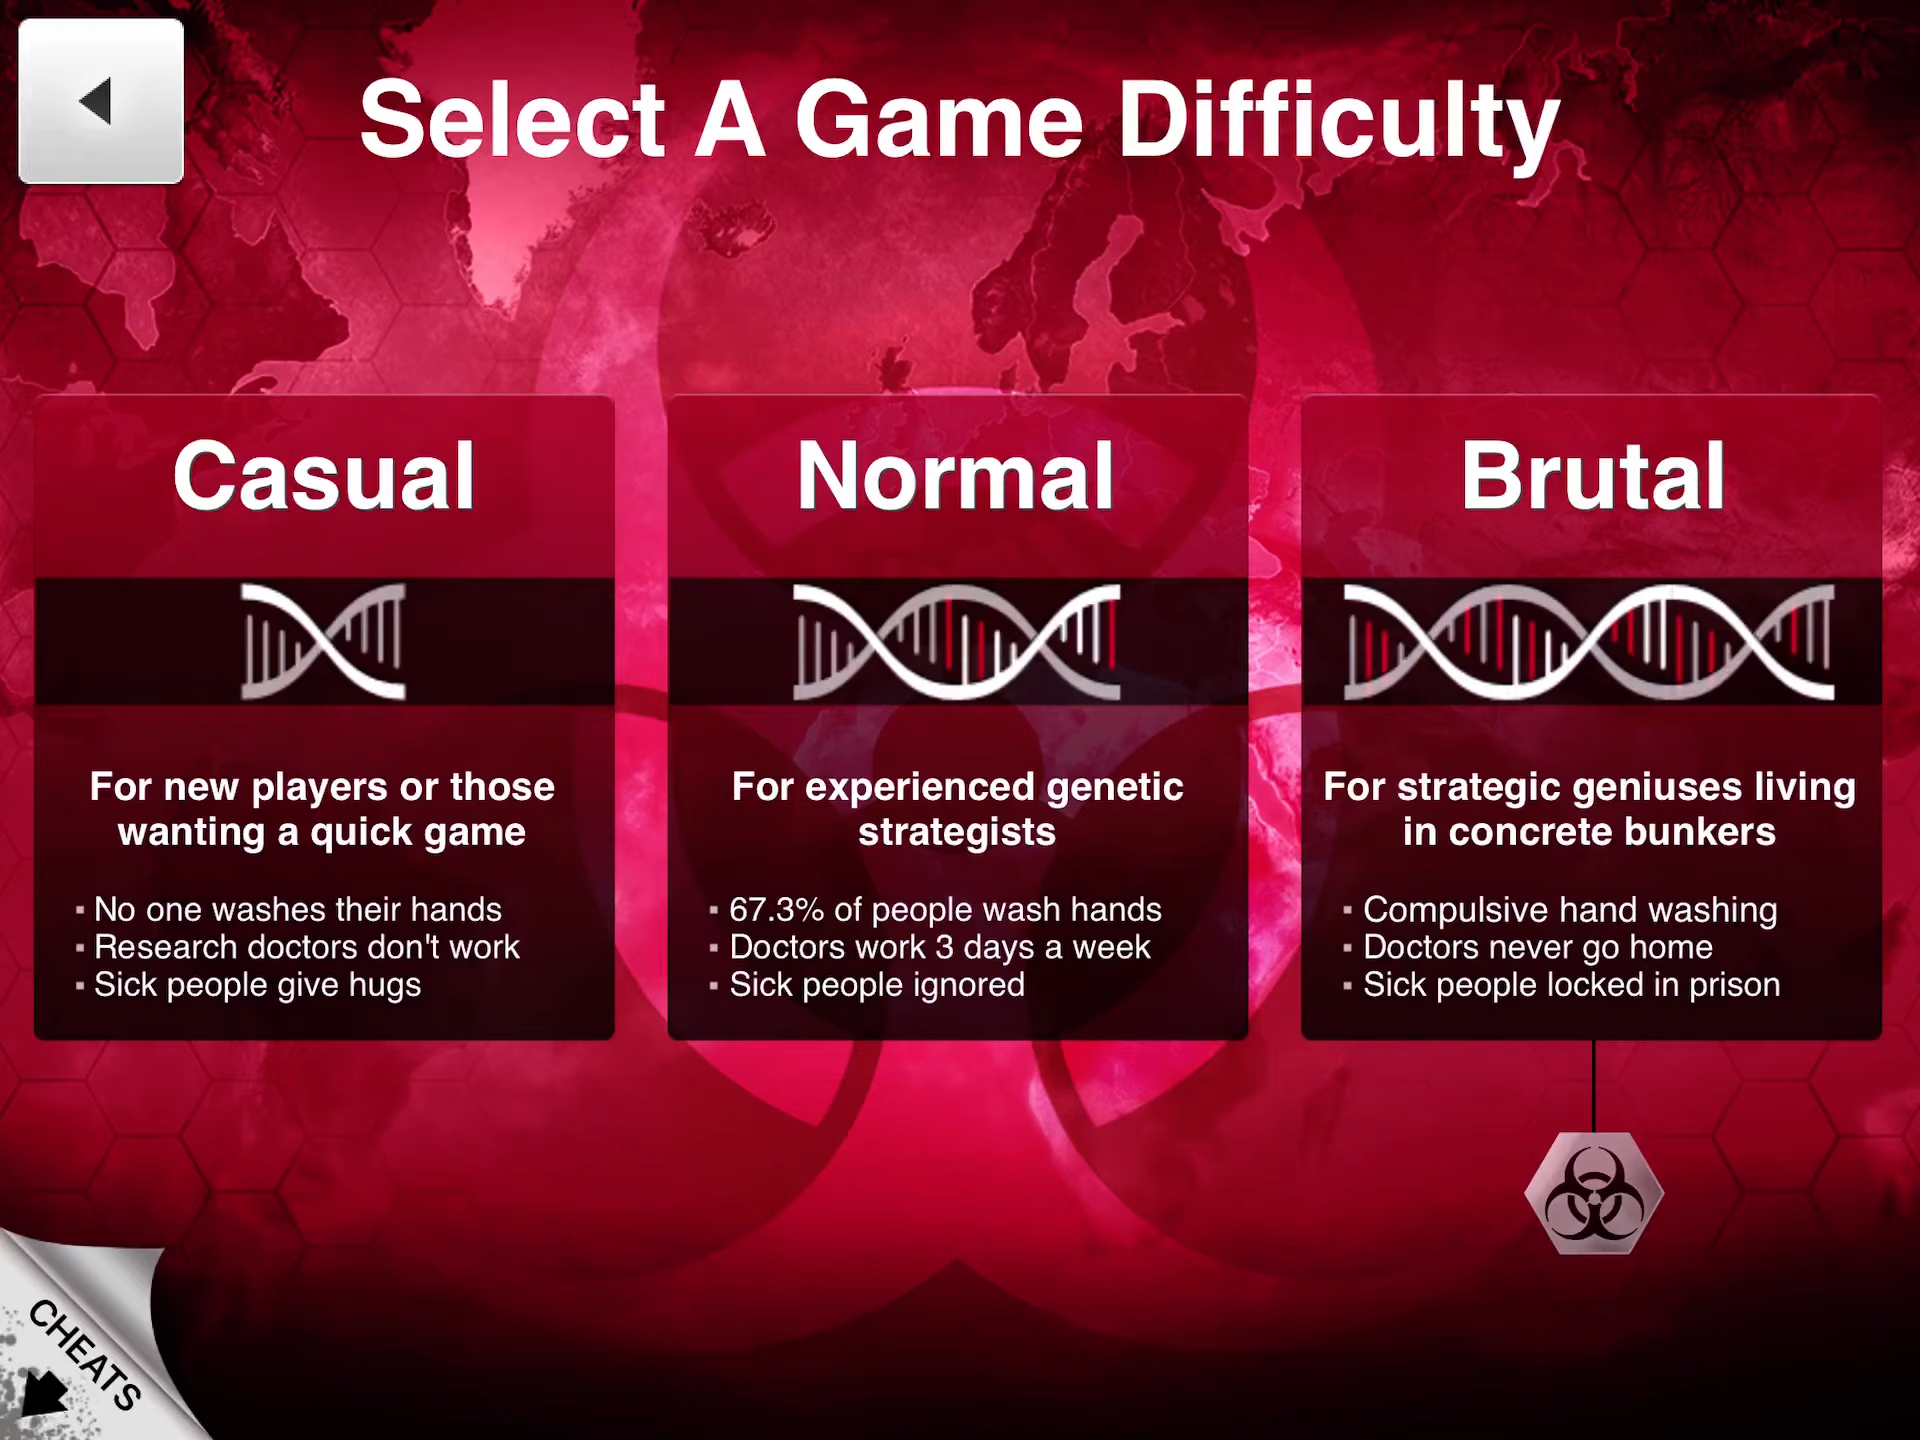 Select A Game Difficulty
Casual
For new players or those
wanting a quick game
▪ No one washes their hands
▪ Research doctors don't work
▪ Sick people give hugs
Normal
For experienced genetic
strategists
▪ 67.3% of people wash hands
▪ Doctors work 3 days a week
▪ Sick people ignored
Brutal
For strategic geniuses living
in concrete bunkers
▪ Compulsive hand washing
▪ Doctors never go home
▪ Sick people locked in prison
CHEATS